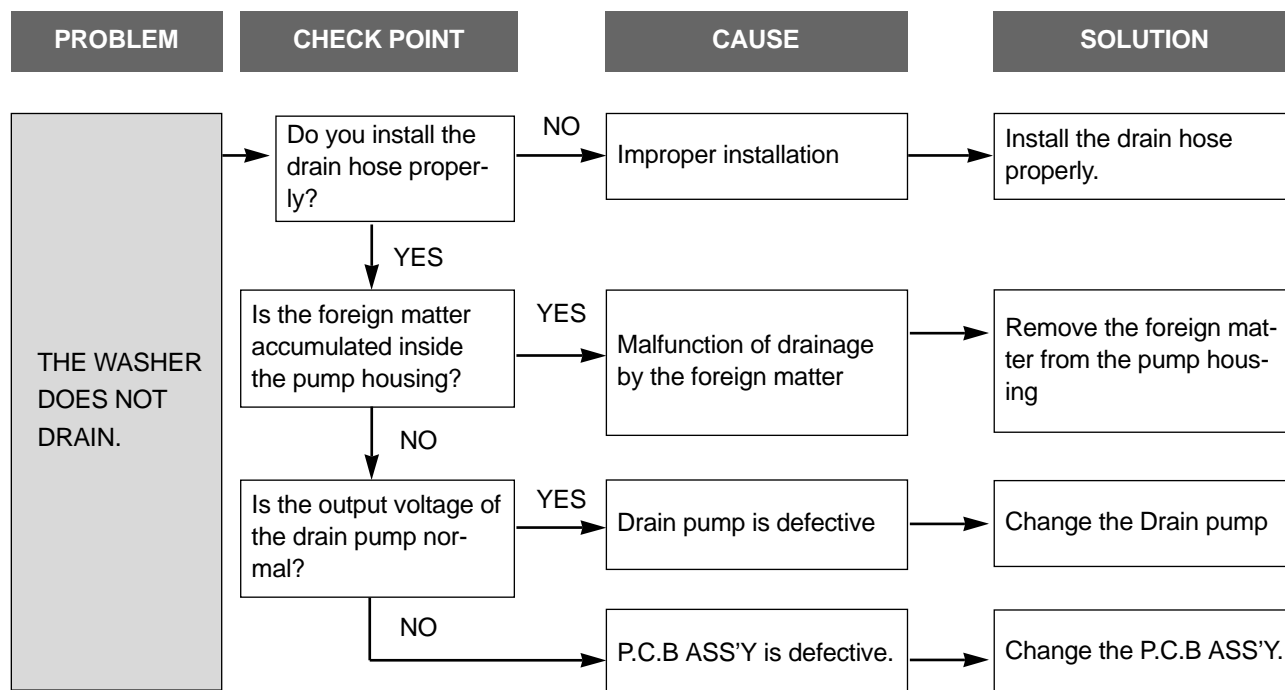 PROBLEM
CHECK POINT
CAUSE
SOLUTION
THE WASHER
DOES NOT
DRAIN.
Do you install the
drain hose proper-
ly?
NO
Improper installation
Install the drain hose
properly.
YES
Is the foreign matter
accumulated inside
the pump housing?
YES
Malfunction of drainage
by the foreign matter
Remove the foreign mat-
ter from the pump hous-
ing
NO
Is the output voltage of
the drain pump nor-
mal?
YES
Drain pump is defective
Change the Drain pump
NO
P.C.B ASS'Y is defective.
Change the P.C.B ASS'Y.